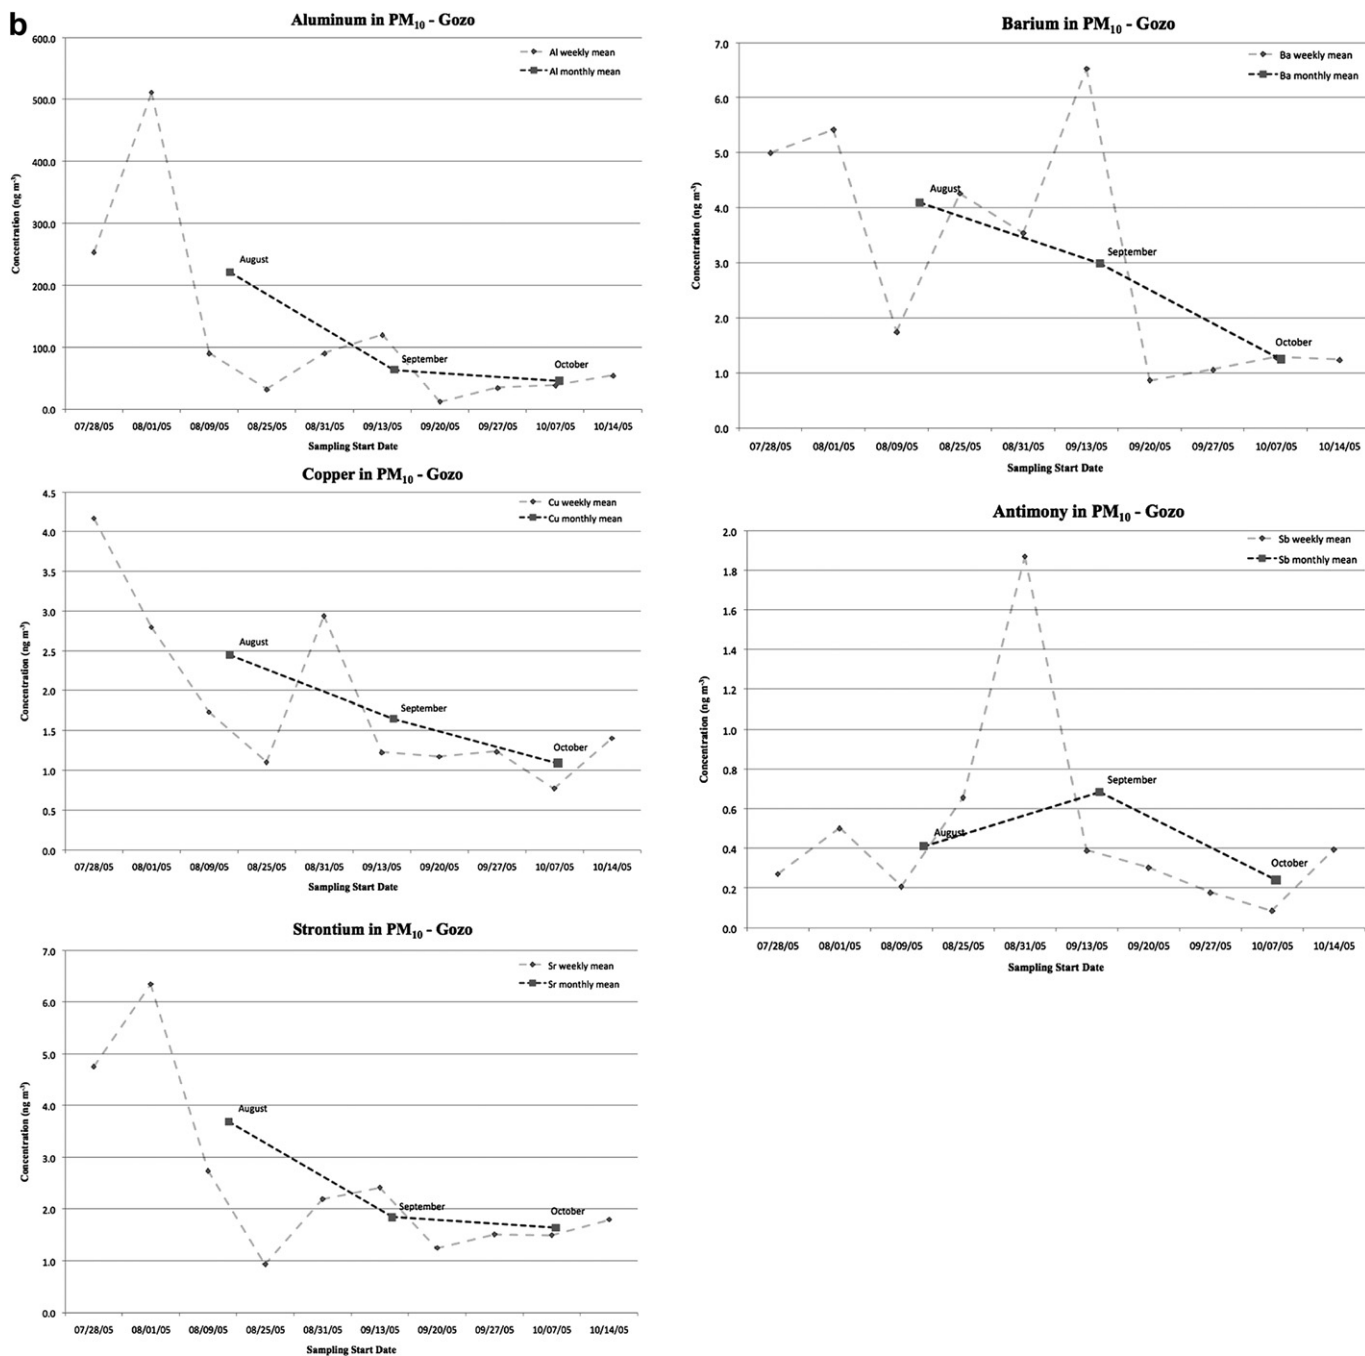 b
Aluminum in PM10 - Gozo
600.0
500.0
400.0
300.0
200.0
100.0
0.0
Concentration (ng m-3)
Al weekly mean
Al monthly mean
August
September
October
07/28/05 08/01/05 08/09/05 08/25/05 08/31/05 09/13/05 09/20/05 09/27/05 10/07/05 10/14/05
Sampling Start Date
Barium in PM10 - Gozo
7.0
6.0
5.0
4.0
3.0
2.0
1.0
0.0
Concentration (ng m-3)
Ba weekly mean
Ba monthly mean
August
September
October
07/28/05 08/01/05 08/09/05 08/25/05 08/31/05 09/13/05 09/20/05 09/27/05 10/07/05 10/14/05
Sampling Start Date
Copper in PM10 - Gozo
4.5
4.0
3.5
3.0
2.5
2.0
1.5
1.0
0.5
0.0
Concentration (ng m-3)
Cu weekly mean
Cu monthly mean
August
September
October
07/28/05 08/01/05 08/09/05 08/25/05 08/31/05 09/13/05 09/20/05 09/27/05 10/07/05 10/14/05
Sampling Start Date
Antimony in PM10 - Gozo
2.0
1.8
1.6
1.4
1.2
1.0
0.8
0.6
0.4
0.2
0.0
Concentration (ng m-3)
Sb weekly mean
Sb monthly mean
August
September
October
07/28/05 08/01/05 08/09/05 08/25/05 08/31/05 09/13/05 09/20/05 09/27/05 10/07/05 10/14/05
Sampling Start Date
Strontium in PM10 - Gozo
7.0
6.0
5.0
4.0
3.0
2.0
1.0
0.0
Concentration (ng m-3)
Sr weekly mean
Sr monthly mean
August
September
October
07/28/05 08/01/05 08/09/05 08/25/05 08/31/05 09/13/05 09/20/05 09/27/05 10/07/05 10/14/05
Sampling Start Date